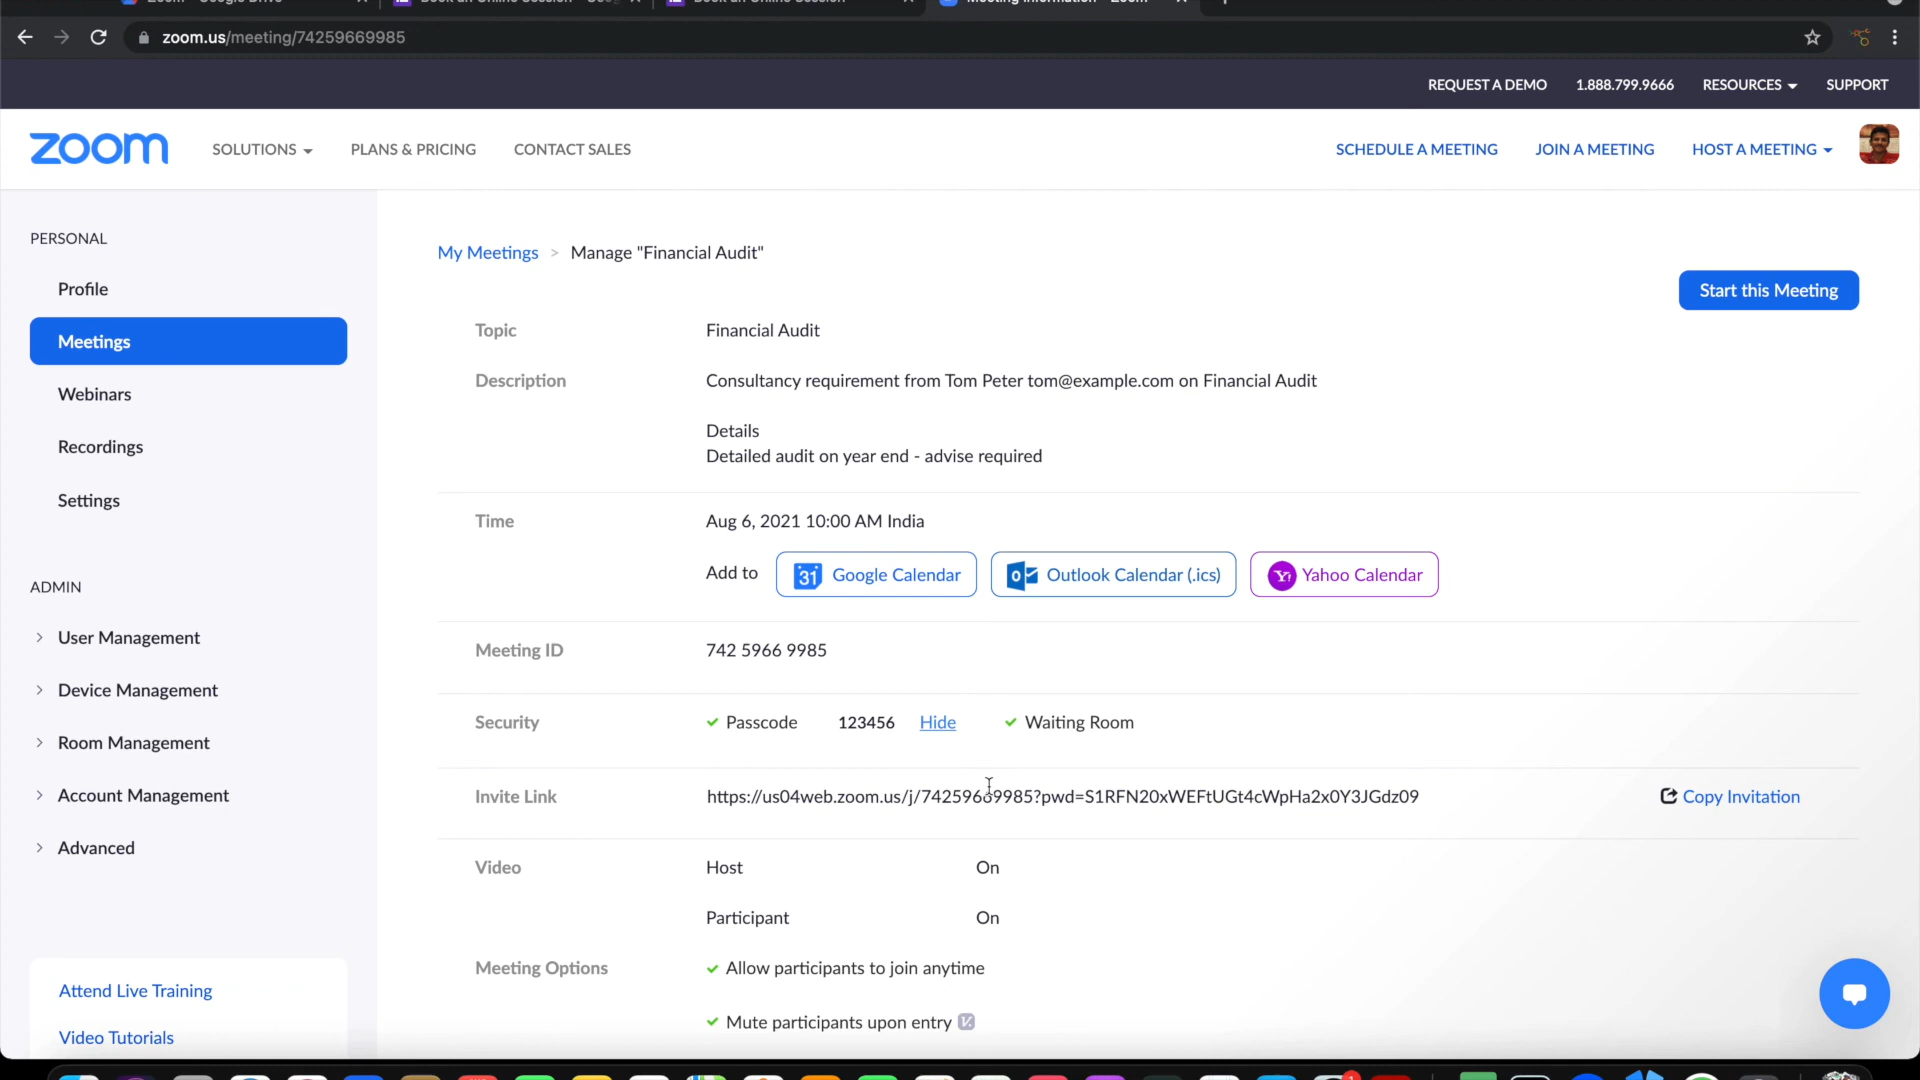 zoom.us/meeting/74259669985
REQUEST A DEMO 1.888.799.9666 RESOURCES SUPPORT
zoom SOLUTIONS PLANS & PRICING CONTACT SALES SCHEDULE A MEETING JOIN A MEETING HOST A MEETING
PERSONAL
Profile
Meetings
Webinars
Recordings
Settings
ADMIN
User Management
Device Management
Room Management
Account Management
Advanced
Attend Live Training
Video Tutorials
My Meetings > Manage "Financial Audit"
Start this Meeting
Topic Financial Audit
Description Consultancy requirement from Tom Peter tom@example.com on Financial Audit
Details
Detailed audit on year end - advise required
Time Aug 6, 2021 10:00 AM India
Add to 31 Google Calendar Outlook Calendar (.ics) Yahoo Calendar
Meeting ID 742 5966 9985
Security Passcode 123456 Hide Waiting Room
Invite Link https://us04web.zoom.us/j/74259669985?pwd=S1RFN20xWEFtUGt4cWpHa2x0Y3JGdz09 Copy Invitation
Video Host On
Participant On
Meeting Options Allow participants to join anytime
Mute participants upon entry